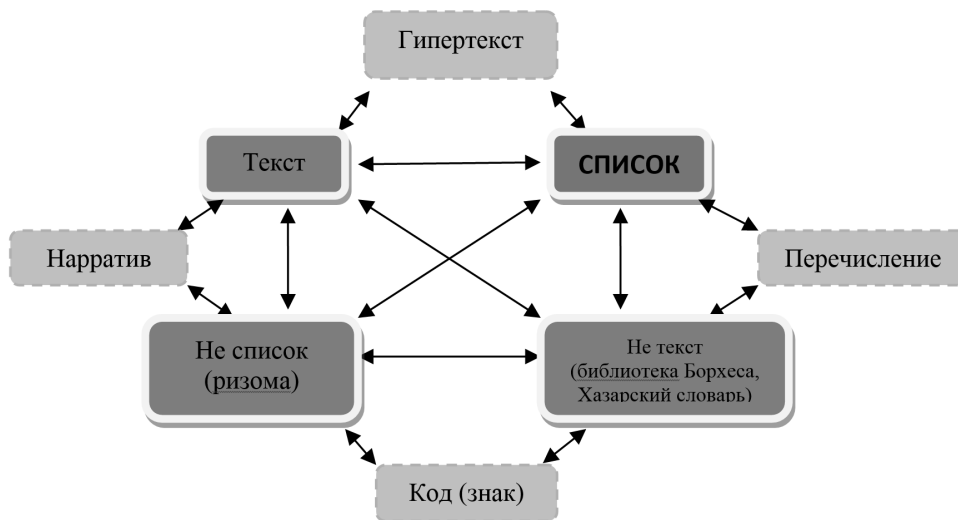 Гипертекст
Текст
СПИСОК
Нарратив
Перечисление
Не список
(ризома)
Не текст
(библиотека Борхеса,
Хазарский словарь)
Код (знак)